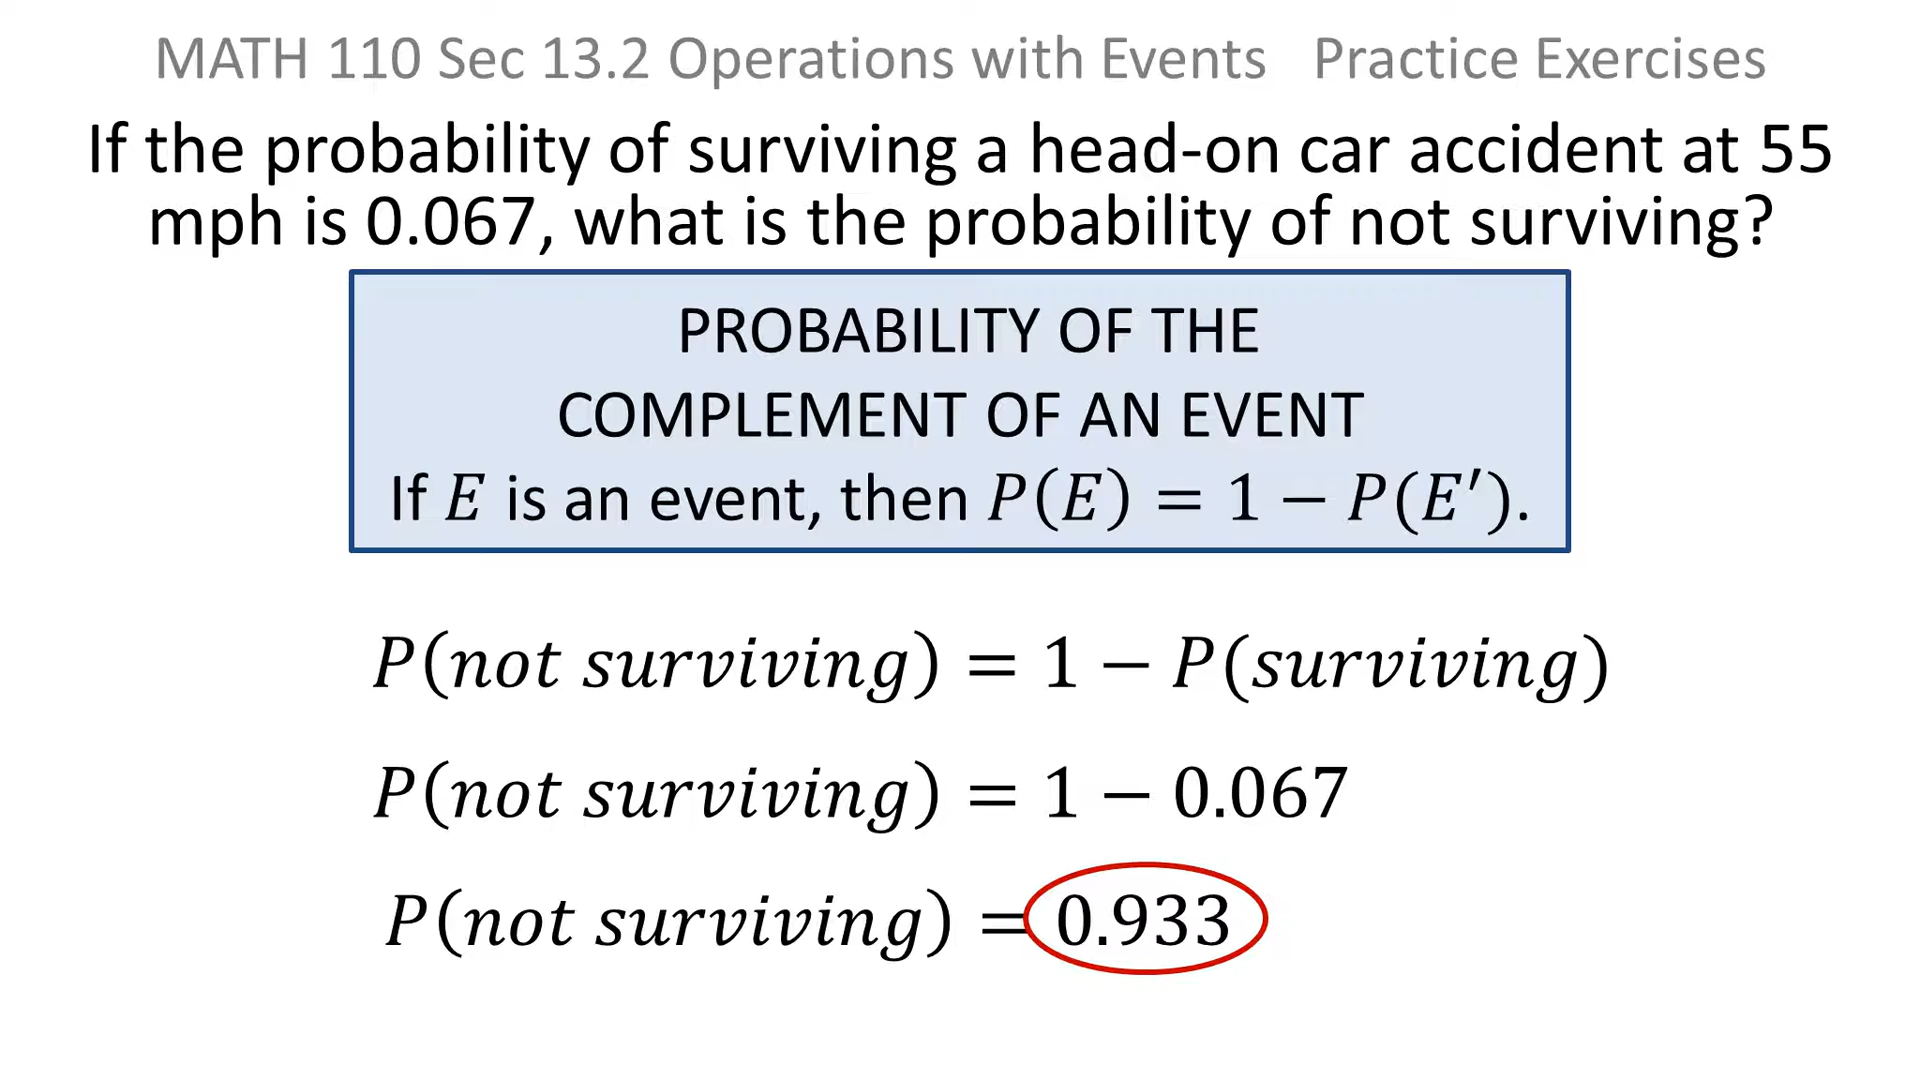 MATH 110 Sec 13.2 Operations with Events Practice Exercises
If the probability of surviving a head-on car accident at 55
mph is 0.067, what is the probability of not surviving?
PROBABILITY OF THE
COMPLEMENT OF AN EVENT
If E is an event, then P(E) = 1 − P(E′).
P(not surviving) = 1 − P(surviving)
P(not surviving) = 1 − 0.067
P(not surviving) = 0.933